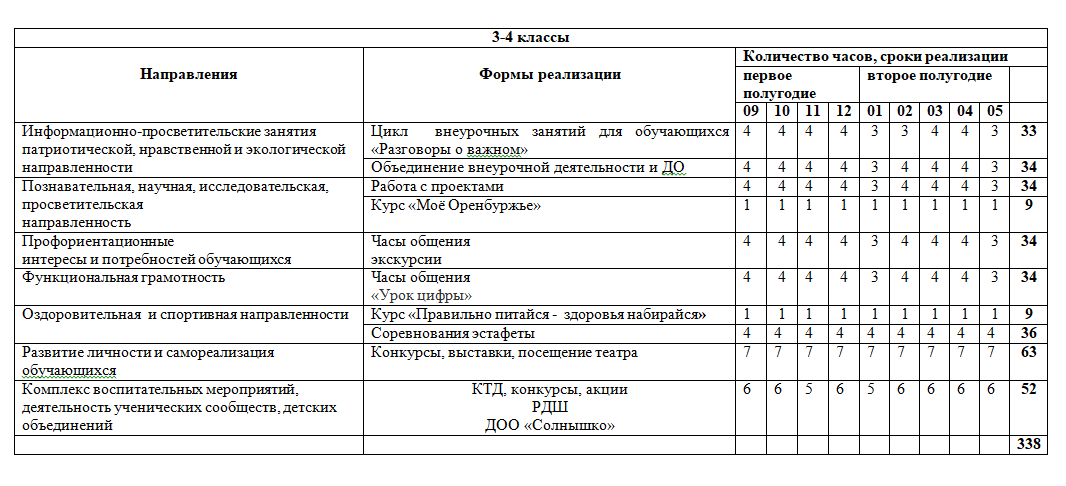 3-4 классы
Направления
Формы реализации
Количество часов, сроки реализации
первое полугодие
второе полугодие
09 10 11 12 01 02 03 04 05
Информационно-просветительские занятия
патриотической, нравственной и экологической
направленности
Цикл внеурочных занятий для обучающихся
«Разговоры о важном»
4 4 4 4 3 3 4 4 3 33
Объединение внеурочной деятельности и ДО
4 4 4 4 3 4 4 4 3 34
Познавательная, научная, исследовательская,
просветительская
направленность
Работа с проектами
4 4 4 4 3 4 4 4 3 34
Курс «Моё Оренбуржье»
1 1 1 1 1 1 1 1 1 9
Профориентационные
интересы и потребностей обучающихся
Часы общения
экскурсии
4 4 4 4 3 4 4 4 3 34
Функциональная грамотность
Часы общения
«Урок цифры»
4 4 4 4 3 4 4 4 3 34
Оздоровительная и спортивная направленности
Курс «Правильно питайся - здоровья набирайся»
1 1 1 1 1 1 1 1 1 9
Соревнования эстафеты
4 4 4 4 4 4 4 4 4 36
Развитие личности и самореализация
обучающихся
Конкурсы, выставки, посещение театра
7 7 7 7 7 7 7 7 7 63
Комплекс воспитательных мероприятий,
деятельность ученических сообществ, детских
объединений
КТД, конкурсы, акции
РДШ
ДОО «Солнышко»
6 6 5 6 5 6 6 6 6 52
338